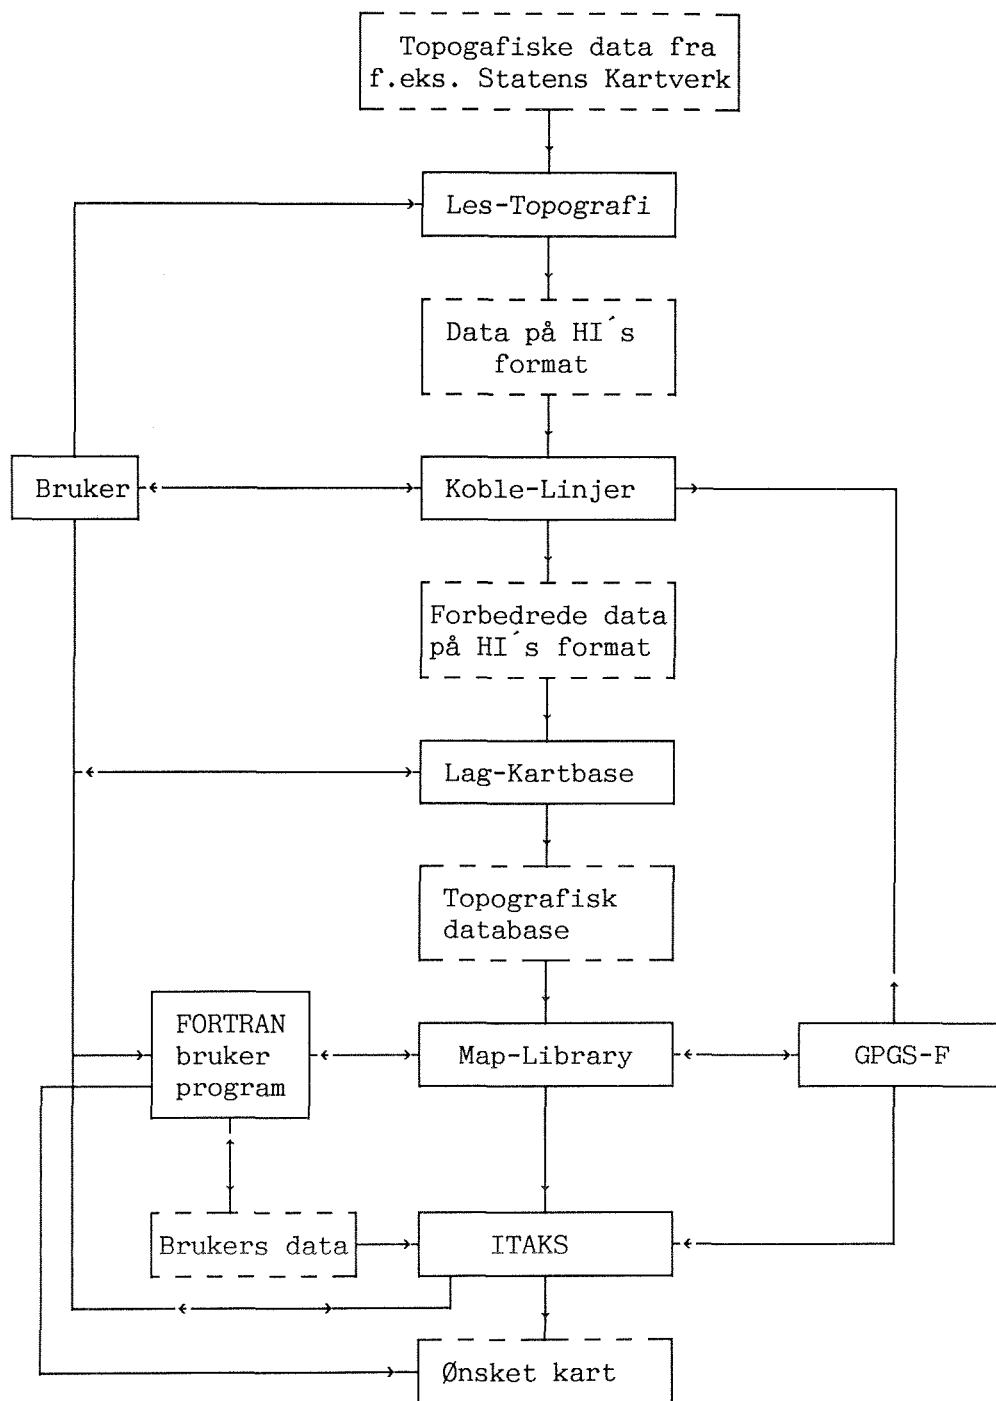 Topogafiske data fra
f.eks. Statens Kartverk
Les-Topografi
Data på HI´s
format
Bruker
Koble-Linjer
Forbedrede data
på HI´s format
Lag-Kartbase
Topografisk
database
FORTRAN
bruker
program
Map-Library
GPGS-F
Brukers data
ITAKS
Ønsket kart